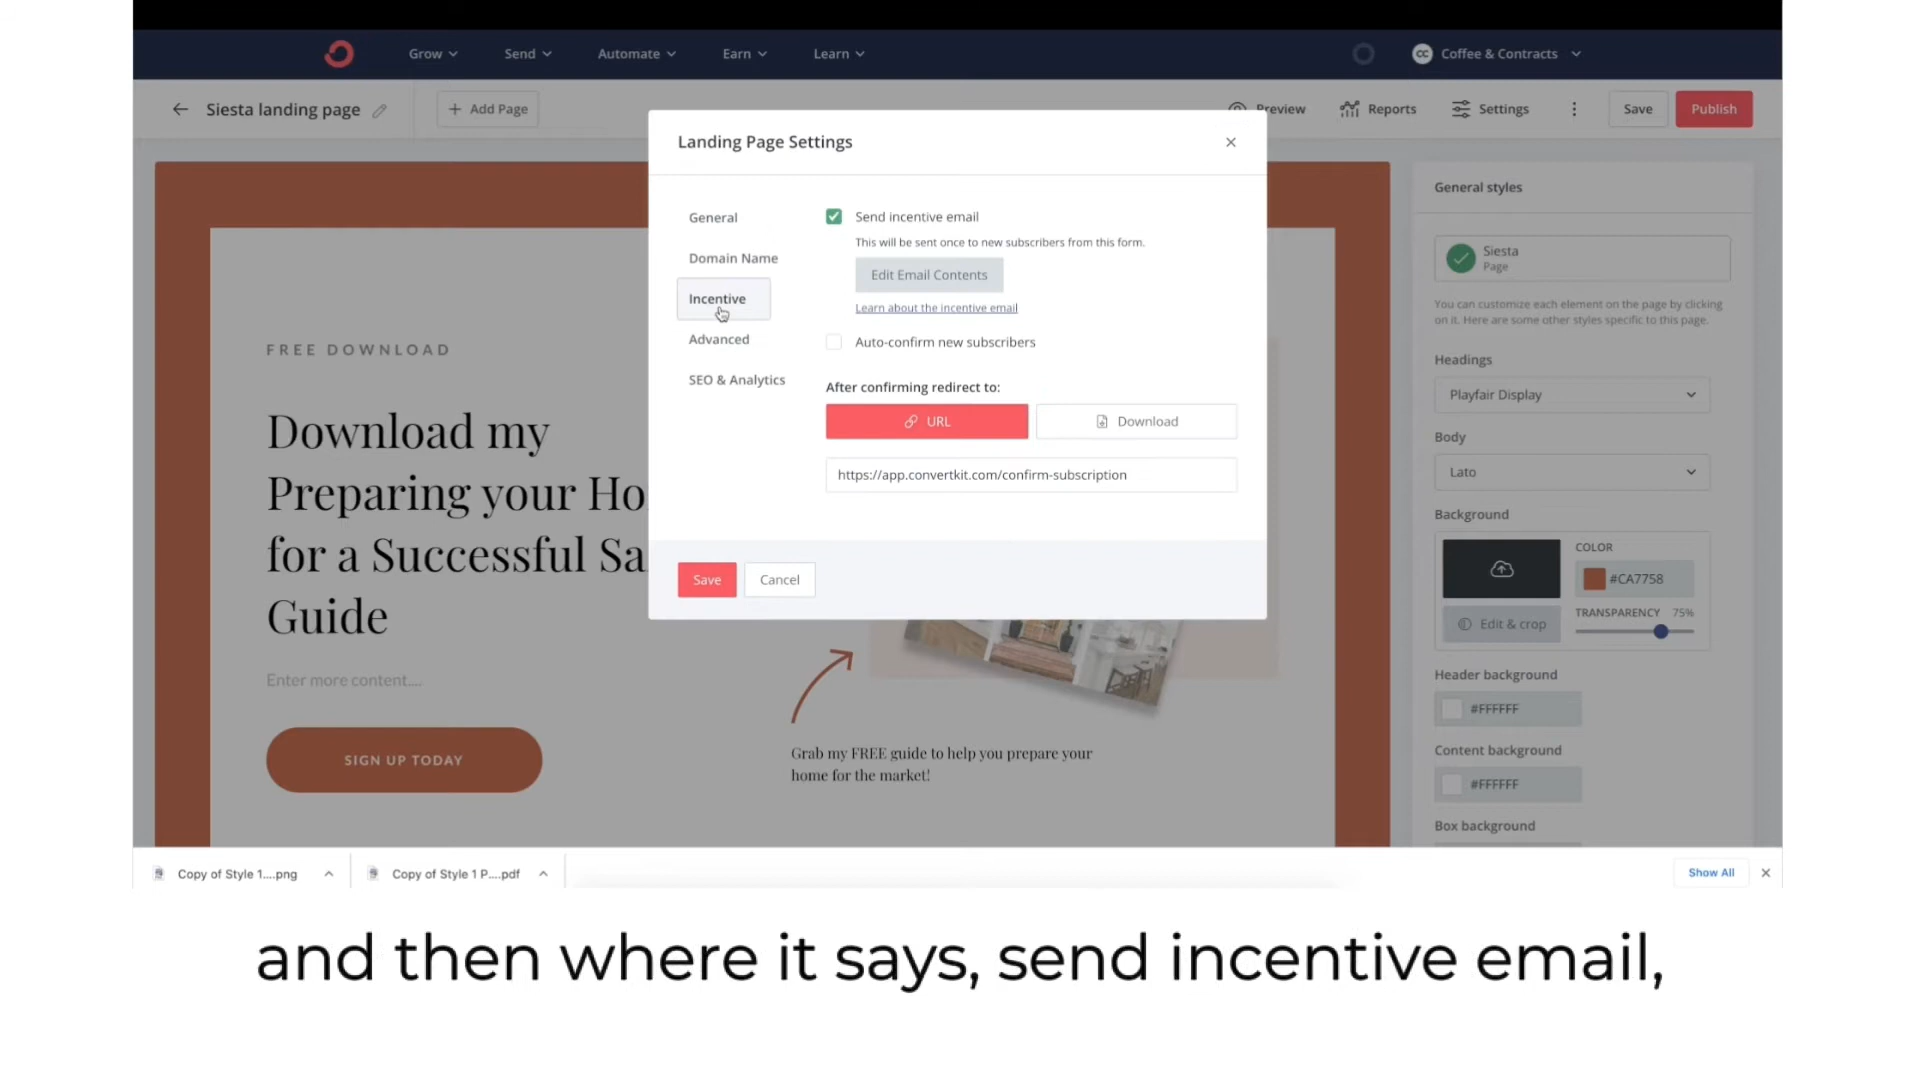 Grow
Send
Automate
Earn
Learn
CC
Coffee & Contracts
Siesta landing page
+ Add Page
Preview
Reports
Settings
Save
Publish
Landing Page Settings
General
Domain Name
Incentive
Advanced
SEO & Analytics
Send incentive email
This will be sent once to new subscribers from this form.
Edit Email Contents
Learn about the incentive email
Auto-confirm new subscribers
After confirming redirect to:
URL
Download
https://app.convertkit.com/confirm-subscription
Save
Cancel
FREE DOWNLOAD
Download my
Preparing your Ho
for a Successful Sa
Guide
Enter more content....
SIGN UP TODAY
Grab my FREE guide to help you prepare your
home for the market!
General styles
Siesta
Page
You can customize each element on the page by clicking
on it. Here are some other styles specific to this page.
Headings
Playfair Display
Body
Lato
Background
COLOR
#CA7758
Edit & crop
TRANSPARENCY 75%
Header background
#FFFFFF
Content background
#FFFFFF
Box background
Copy of Style 1....png
Copy of Style 1 P....pdf
Show All
and then where it says, send incentive email,